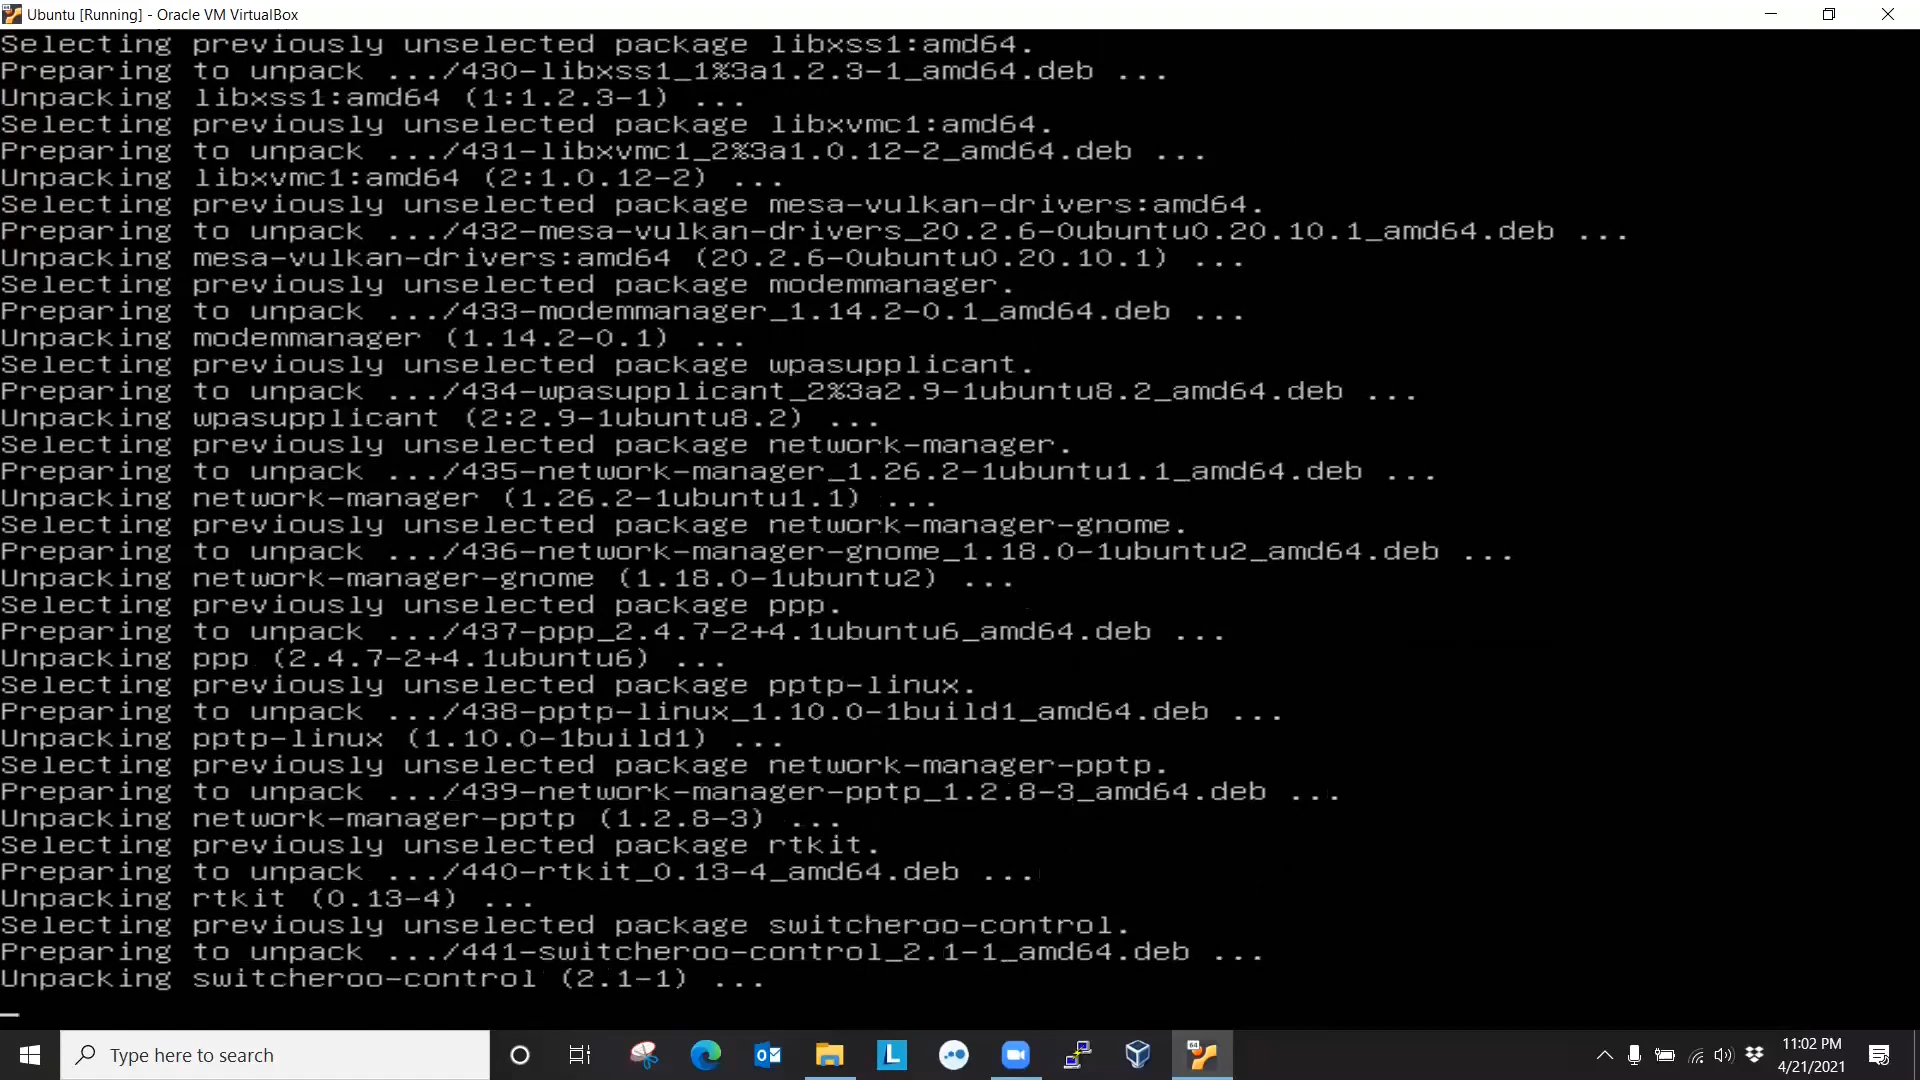 Ubuntu [Running] - Oracle VM VirtualBox
Selecting previously unselected package libxss1:amd64.
Preparing to unpack .../430-libxss1_1%3a1.2.3-1_amd64.deb ...
Unpacking libxss1:amd64 (1:1.2.3-1) ...
Selecting previously unselected package libxvmc1:amd64.
Preparing to unpack .../431-libxvmc1_2%3a1.0.12-2_amd64.deb ...
Unpacking libxvmc1:amd64 (2:1.0.12-2) ...
Selecting previously unselected package mesa-vulkan-drivers:amd64.
Preparing to unpack .../432-mesa-vulkan-drivers_20.2.6-0ubuntu0.20.10.1_amd64.deb ...
Unpacking mesa-vulkan-drivers:amd64 (20.2.6-0ubuntu0.20.10.1) ...
Selecting previously unselected package modemmanager.
Preparing to unpack .../433-modemmanager_1.14.2-0.1_amd64.deb ...
Unpacking modemmanager (1.14.2-0.1) ...
Selecting previously unselected package wpasupplicant.
Preparing to unpack .../434-wpasupplicant_2%3a2.9-1ubuntu8.2_amd64.deb ...
Unpacking wpasupplicant (2:2.9-1ubuntu8.2) ...
Selecting previously unselected package network-manager.
Preparing to unpack .../435-network-manager_1.26.2-1ubuntu1.1_amd64.deb ...
Unpacking network-manager (1.26.2-1ubuntu1.1) ...
Selecting previously unselected package network-manager-gnome.
Preparing to unpack .../436-network-manager-gnome_1.18.0-1ubuntu2_amd64.deb ...
Unpacking network-manager-gnome (1.18.0-1ubuntu2) ...
Selecting previously unselected package ppp.
Preparing to unpack .../437-ppp_2.4.7-2+4.1ubuntu6_amd64.deb ...
Unpacking ppp (2.4.7-2+4.1ubuntu6) ...
Selecting previously unselected package pptp-linux.
Preparing to unpack .../438-pptp-linux_1.10.0-1build1_amd64.deb ...
Unpacking pptp-linux (1.10.0-1build1) ...
Selecting previously unselected package network-manager-pptp.
Preparing to unpack .../439-network-manager-pptp_1.2.8-3_amd64.deb ...
Unpacking network-manager-pptp (1.2.8-3) ...
Selecting previously unselected package rtkit.
Preparing to unpack .../440-rtkit_0.13-4_amd64.deb ...
Unpacking rtkit (0.13-4) ...
Selecting previously unselected package switcheroo-control.
Preparing to unpack .../441-switcheroo-control_2.1-1_amd64.deb ...
Unpacking switcheroo-control (2.1-1) ...
Type here to search
L
64
11:02 PM
4/21/2021